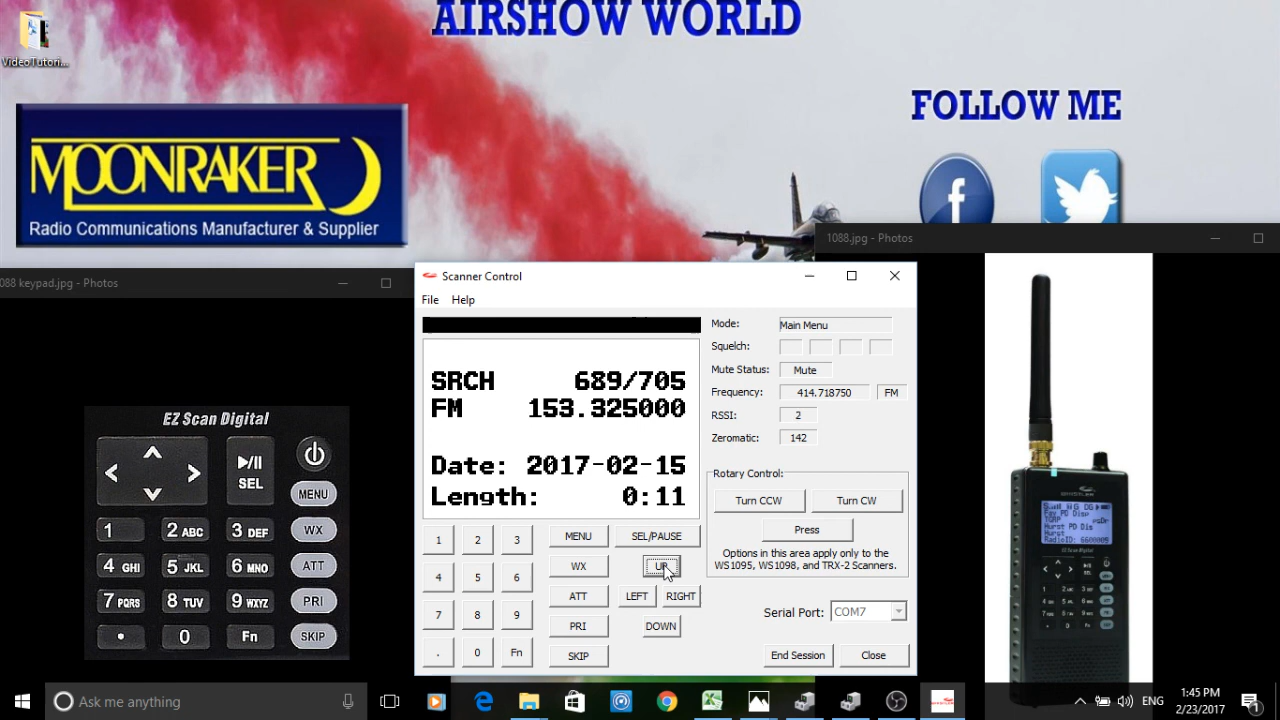 AIRSHOW WORLD
VideoTutori...
FOLLOW ME
MOONRAKER
Radio Communications Manufacturer & Supplier
1088.jpg - Photos
088 keypad.jpg - Photos
Scanner Control
File Help
SRCH 689/705
FM 153.325000
Date: 2017-02-15
Length: 0:11
Mode: Main Menu
Squelch:
Mute Status: Mute
Frequency: 414.718750 FM
RSSI: 2
Zeromatic: 142
Rotary Control:
Turn CCW Turn CW
Press
Options in this area apply only to the
WS1095, WS1098, and TRX-2 Scanners.
Serial Port: COM7
End Session Close
1 2 3 MENU SEL/PAUSE
4 5 6 WX UP
ATT LEFT RIGHT
7 8 9 PRI DOWN
. 0 Fn SKIP
EZ Scan Digital
SEL
MENU
1 2 ABC 3 DEF WX
4 GHI 5 JKL 6 MNO ATT
7 PQRS 8 TUV 9 WXYZ PRI
• 0 Fn SKIP
EZ Scan Digital
Ask me anything
ENG
1:45 PM
2/23/2017
1